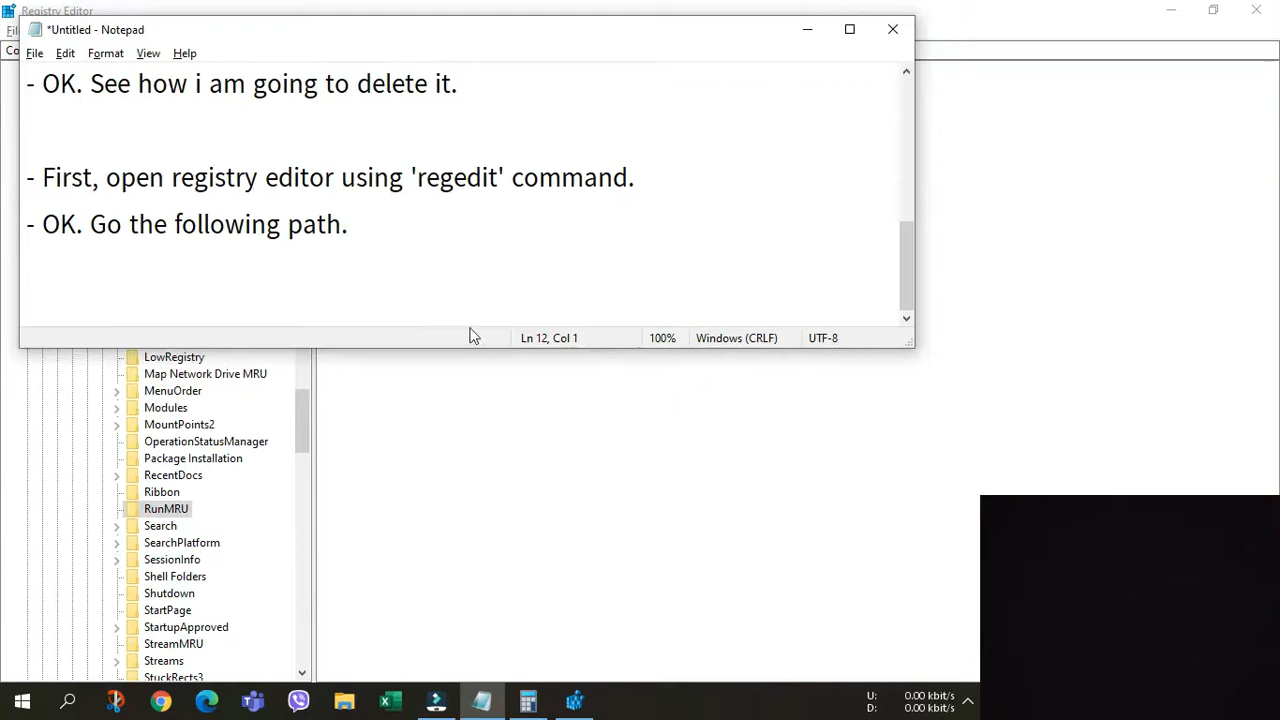 Registry Editor
*Untitled - Notepad
File Edit Format View Help
- OK. See how i am going to delete it.
- First, open registry editor using 'regedit' command.
- OK. Go the following path.
Ln 12, Col 1 100% Windows (CRLF) UTF-8
LowRegistry
Map Network Drive MRU
MenuOrder
Modules
MountPoints2
OperationStatusManager
Package Installation
RecentDocs
Ribbon
RunMRU
Search
SearchPlatform
SessionInfo
Shell Folders
Shutdown
StartPage
StartupApproved
StreamMRU
Streams
StuckRects3
U: 0.00 kbit/s
D: 0.00 kbit/s